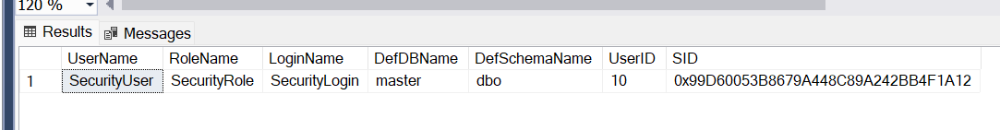 120 %
Results Messages
UserName RoleName LoginName DefDBName DefSchemaName UserID SID
1 SecurityUser SecurityRole SecurityLogin master dbo 10 0x99D60053B8679A448C89A242BB4F1A12